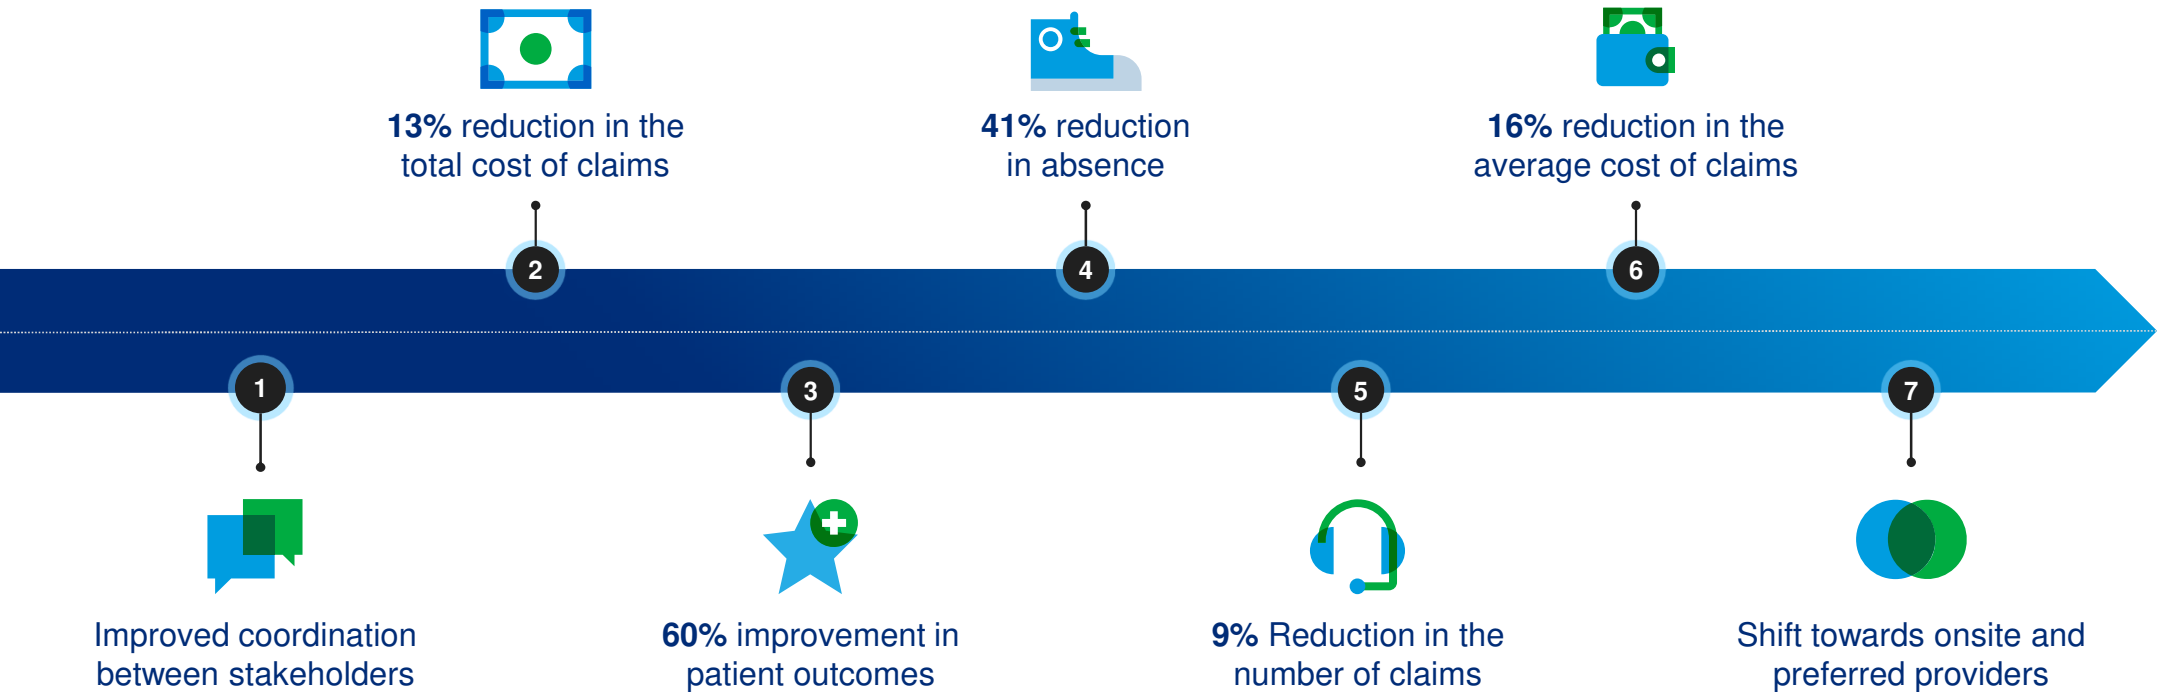 13% reduction in the
total cost of claims
41% reduction
in absence
16% reduction in the
average cost of claims
2
4
6
1
3
5
7
Improved coordination
between stakeholders
60% improvement in
patient outcomes
9% Reduction in the
number of claims
Shift towards onsite and
preferred providers